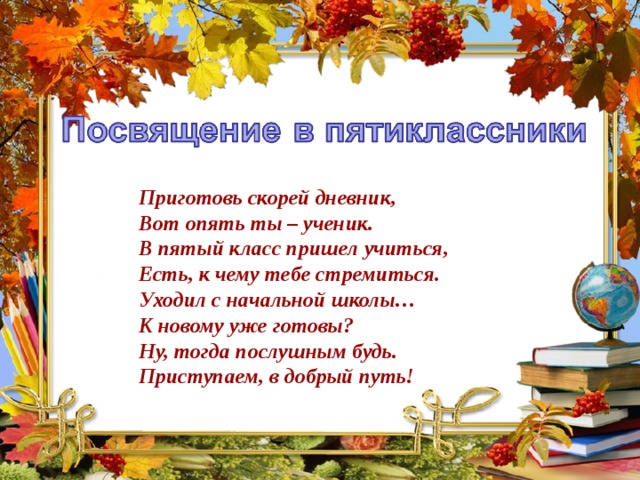 Посвящение в пятиклассники
Приготовь скорей дневник,
Вот опять ты – ученик.
В пятый класс пришел учиться,
Есть, к чему тебе стремиться.
Уходил с начальной школы…
К новому уже готовы?
Ну, тогда послушным будь.
Приступаем, в добрый путь!